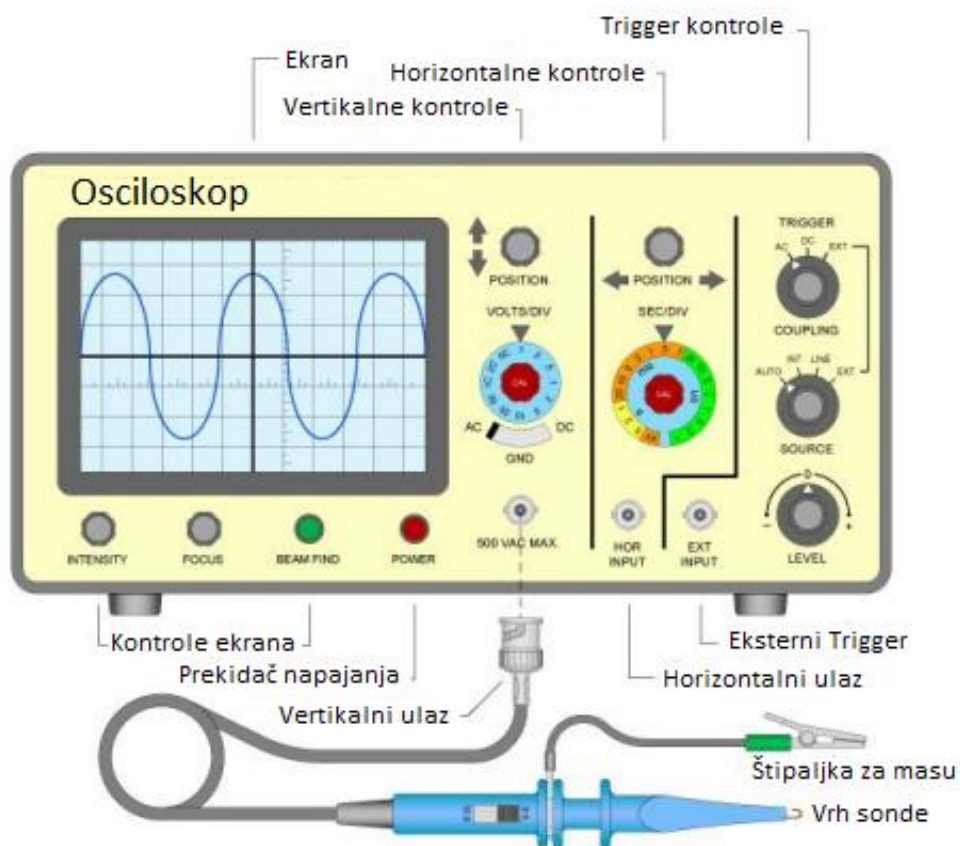 Trigger kontrole
Ekran
Horizontalne kontrole
Vertikalne kontrole
Osciloskop
TRIGGER
AC
DC
EXT
POSITION
POSITION
COUPLING
VOLTS/DIV
SEC/DIV
CAL
CAL
AUTO
INT
LINE
EXT
AC
DC
GND
SOURCE
0
- +
LEVEL
500 VAC MAX.
HOR
INPUT
EXT
INPUT
INTENSITY
FOCUS
BEAM FIND
POWER
Kontrole ekrana
Prekidač napajanja
Vertikalni ulaz
Eksterni Trigger
Horizontalni ulaz
Štipaljka za masu
Vrh sonde